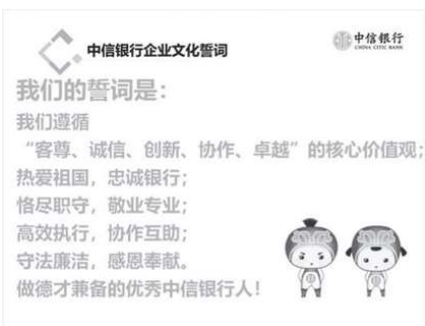 中信银行企业文化誓词
中信银行
CHINA CITIC BANK
我们的誓词是：
我们遵循
“客尊、诚信、创新、协作、卓越”的核心价值观；
热爱祖国，忠诚银行；
恪尽职守，敬业专业；
高效执行，协作互助；
守法廉洁，感恩奉献。
做德才兼备的优秀中信银行人！